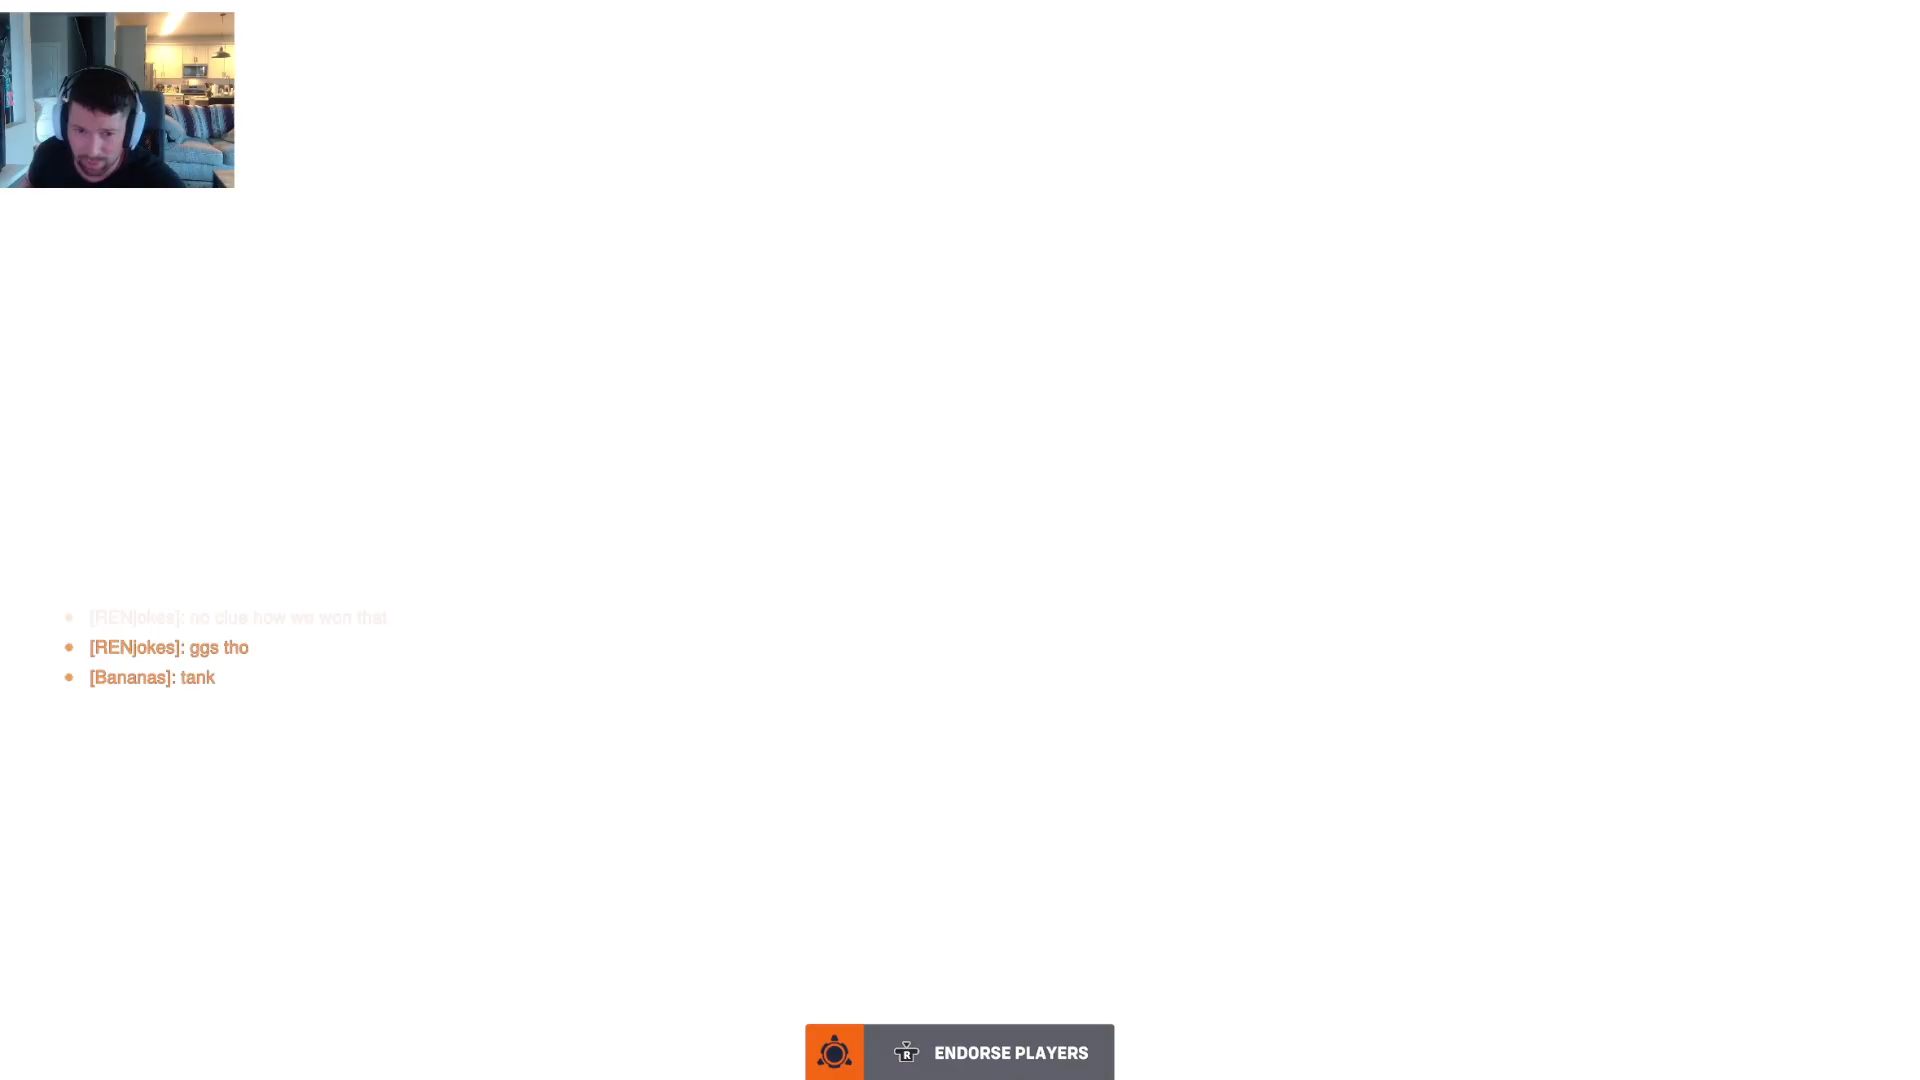 [RENjokes]: no clue how we won that
[RENjokes]: ggs tho
[Bananas]: tank
R ENDORSE PLAYERS